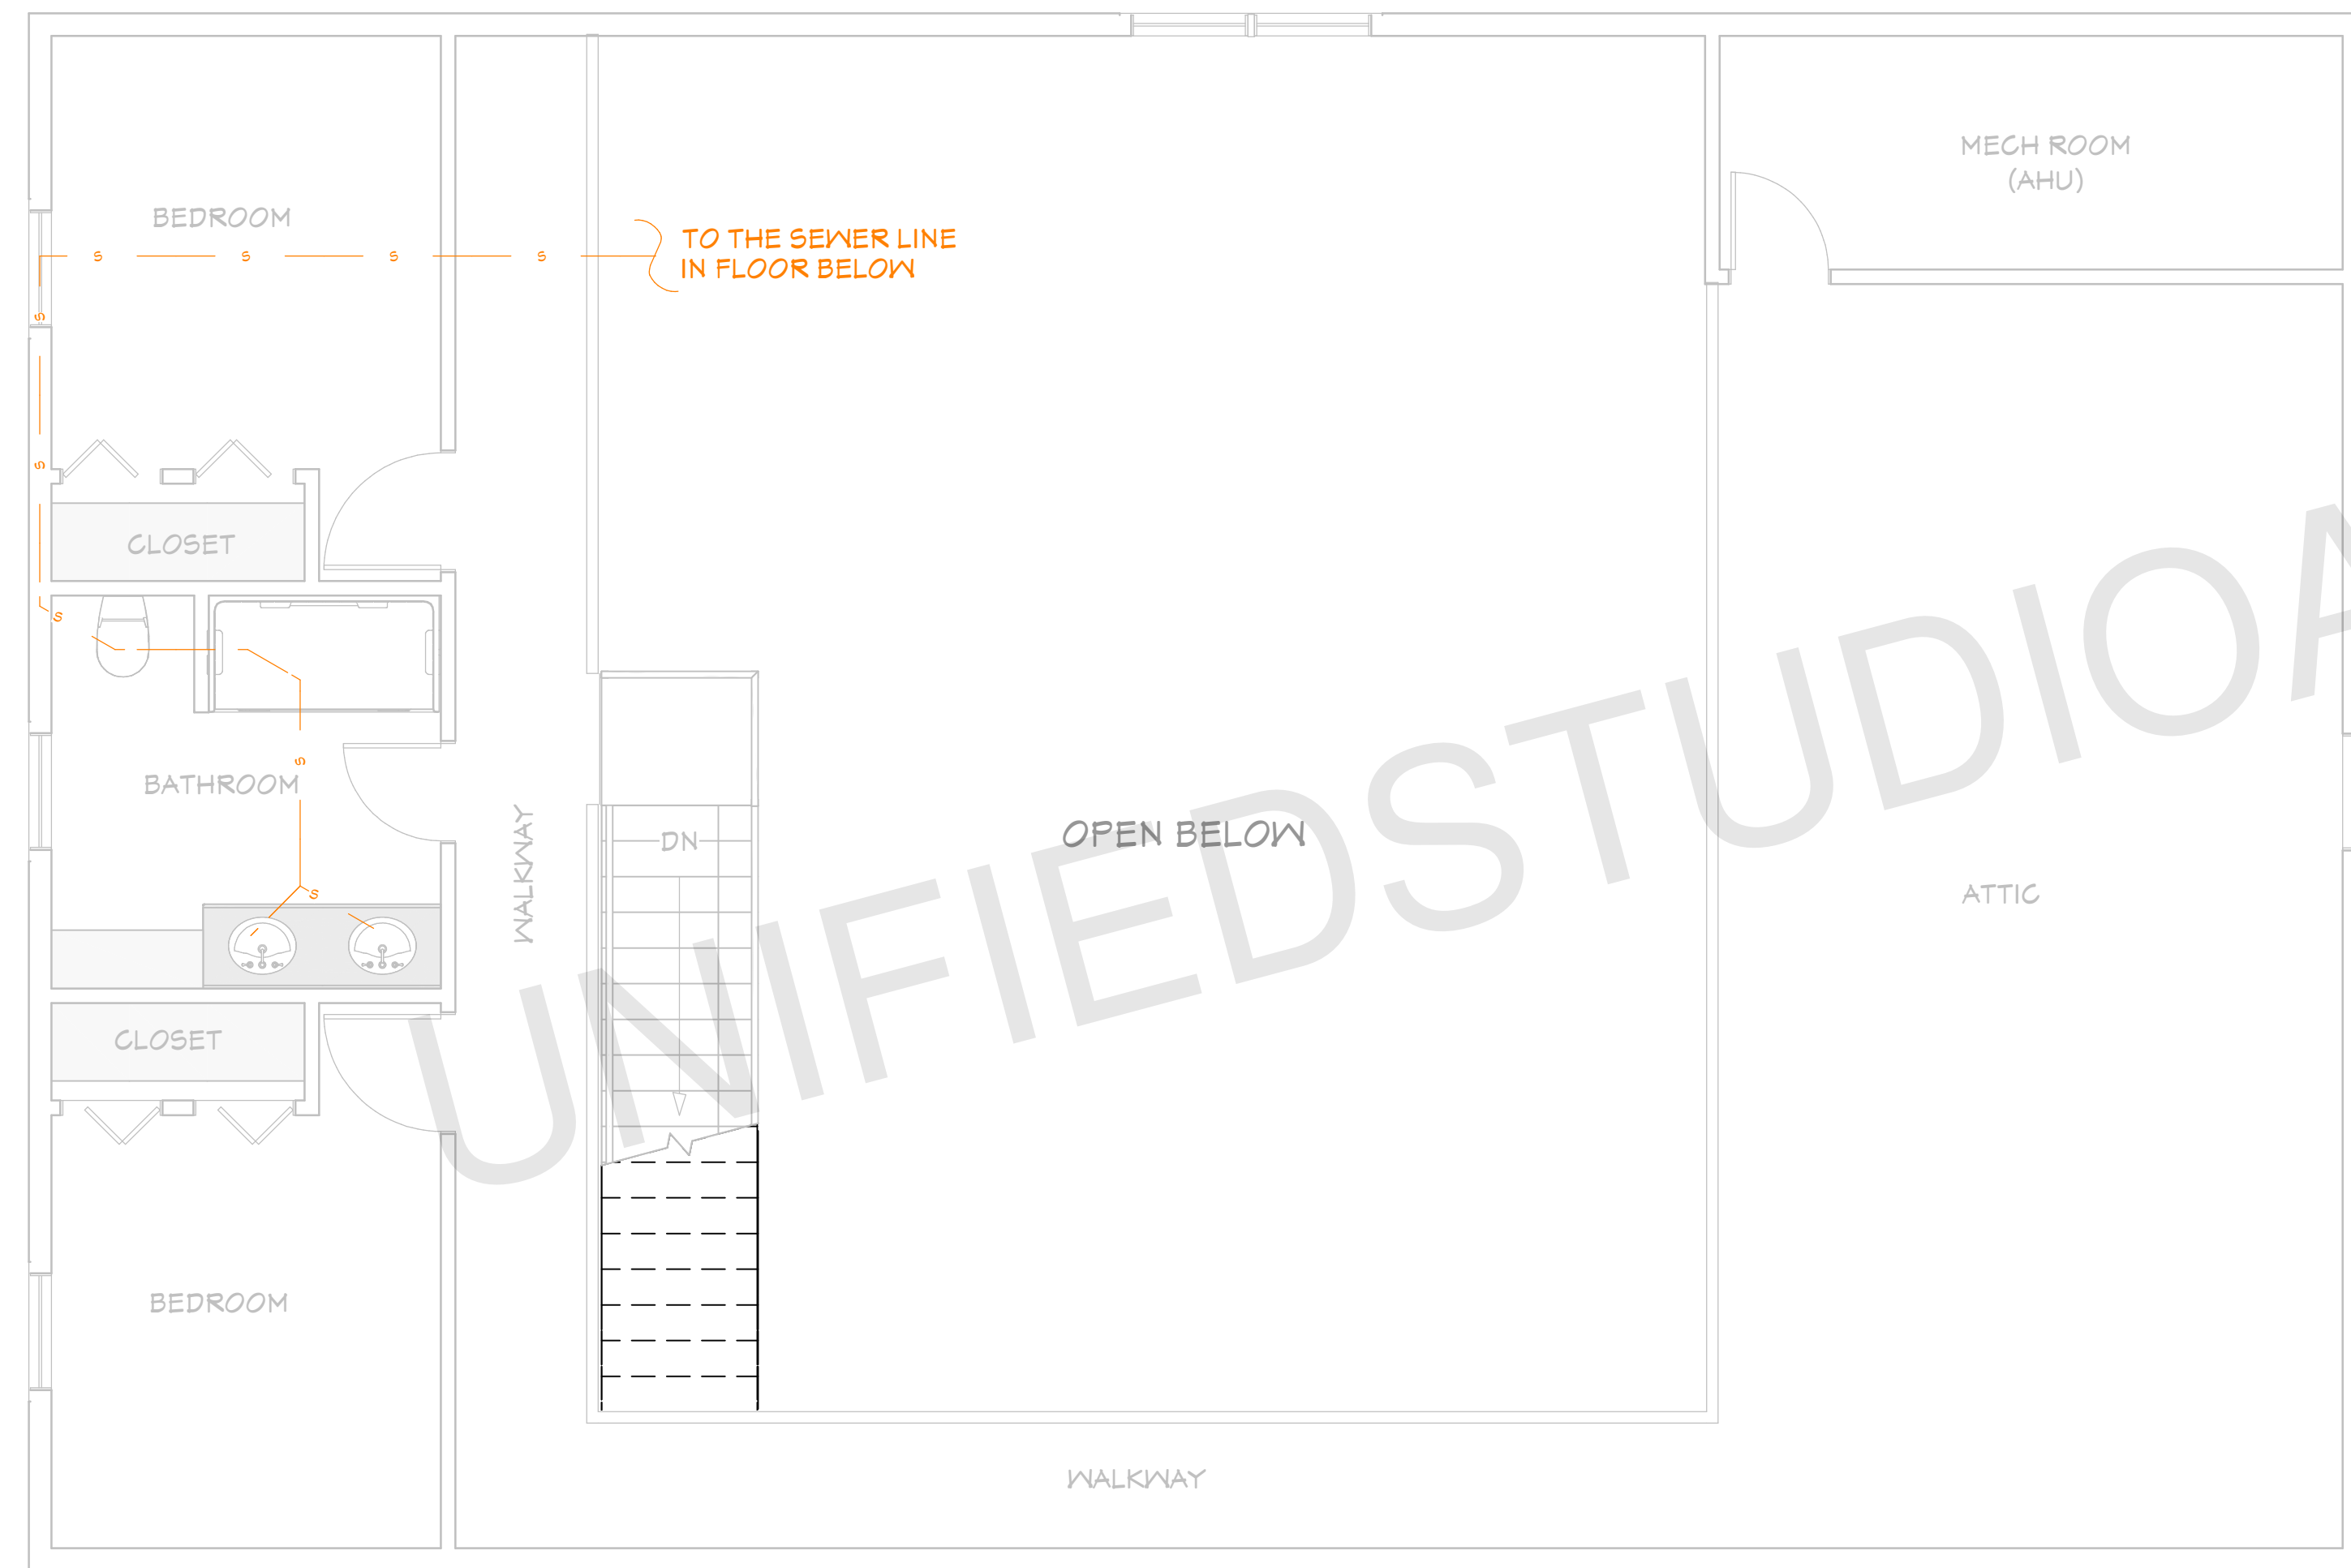 MECH ROOM
(AHU)
BEDROOM
TO THE SEWER LINE
IN FLOOR BELOW
S
S
S
S
S
S
CLOSET
S
S
BATHROOM
WALKWAY
DN
OPEN BELOW
S
ATTIC
CLOSET
BEDROOM
WALKWAY
UNIFIEDSTUDIOA